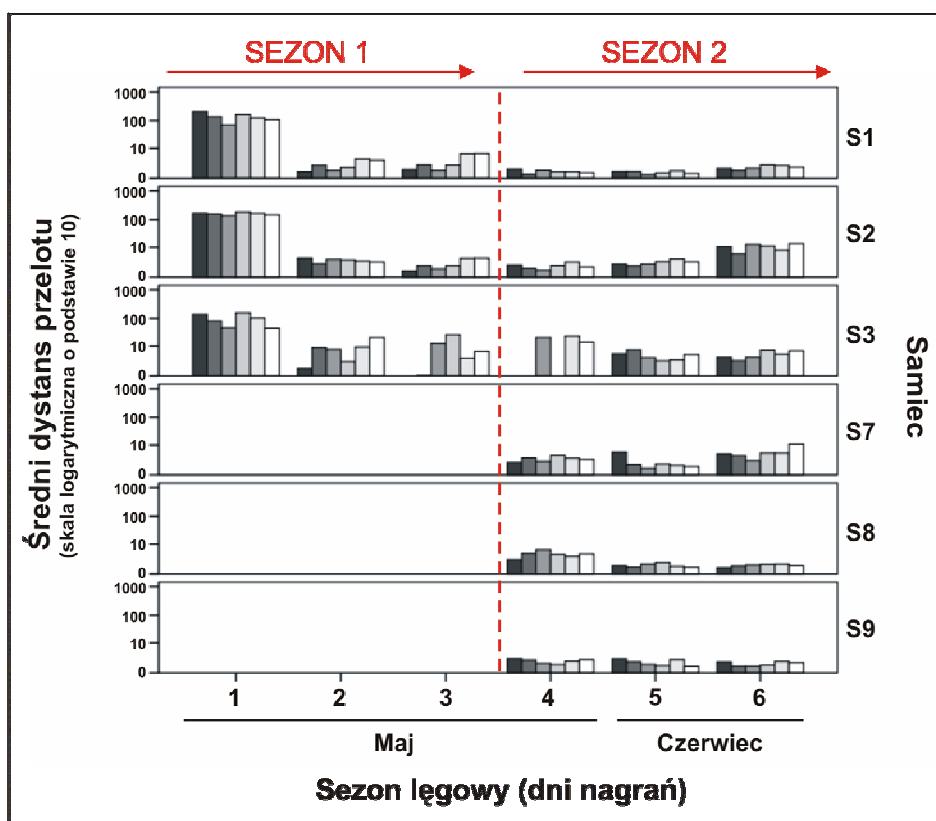 SEZON 1 SEZON 2
1000
100
10
0
S1
1000
100
10
0
S2
1000
100
10
0
S3
1000
100
10
0
S7
1000
100
10
0
S8
1000
100
10
0
S9
Średni dystans przelotu
(skala logarytmiczna o podstawie 10)
Samiec
1 2 3 4 5 6
Maj Czerwiec
Sezon lęgowy (dni nagrań)